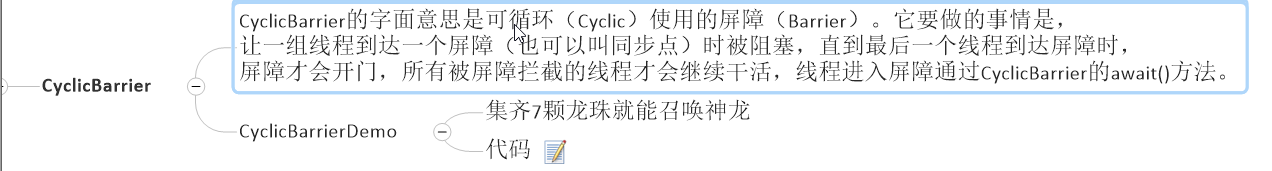 CyclicBarrier的字面意思是可循环（Cyclic）使用的屏障（Barrier）。它要做的事情是，
让一组线程到达一个屏障（也可以叫同步点）时被阻塞，直到最后一个线程到达屏障时，
屏障才会开门，所有被屏障拦截的线程才会继续干活，线程进入屏障通过CyclicBarrier的await()方法。
CyclicBarrier
CyclicBarrierDemo
集齐7颗龙珠就能召唤神龙
代码